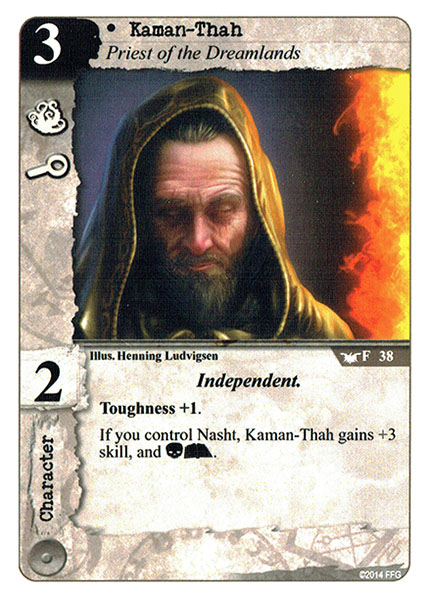 3
• Kaman-Thah
Priest of the Dreamlands
Illus. Henning Ludvigsen
F 38
2
Independent.
Toughness +1.
If you control Nasht, Kaman-Thah gains +3
skill, and .
Character
©2014 FFG